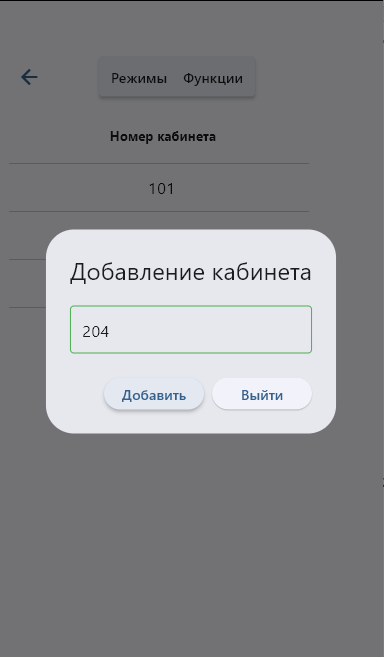 Режимы Функции
Номер кабинета
101
Добавление кабинета
204
Добавить Выйти